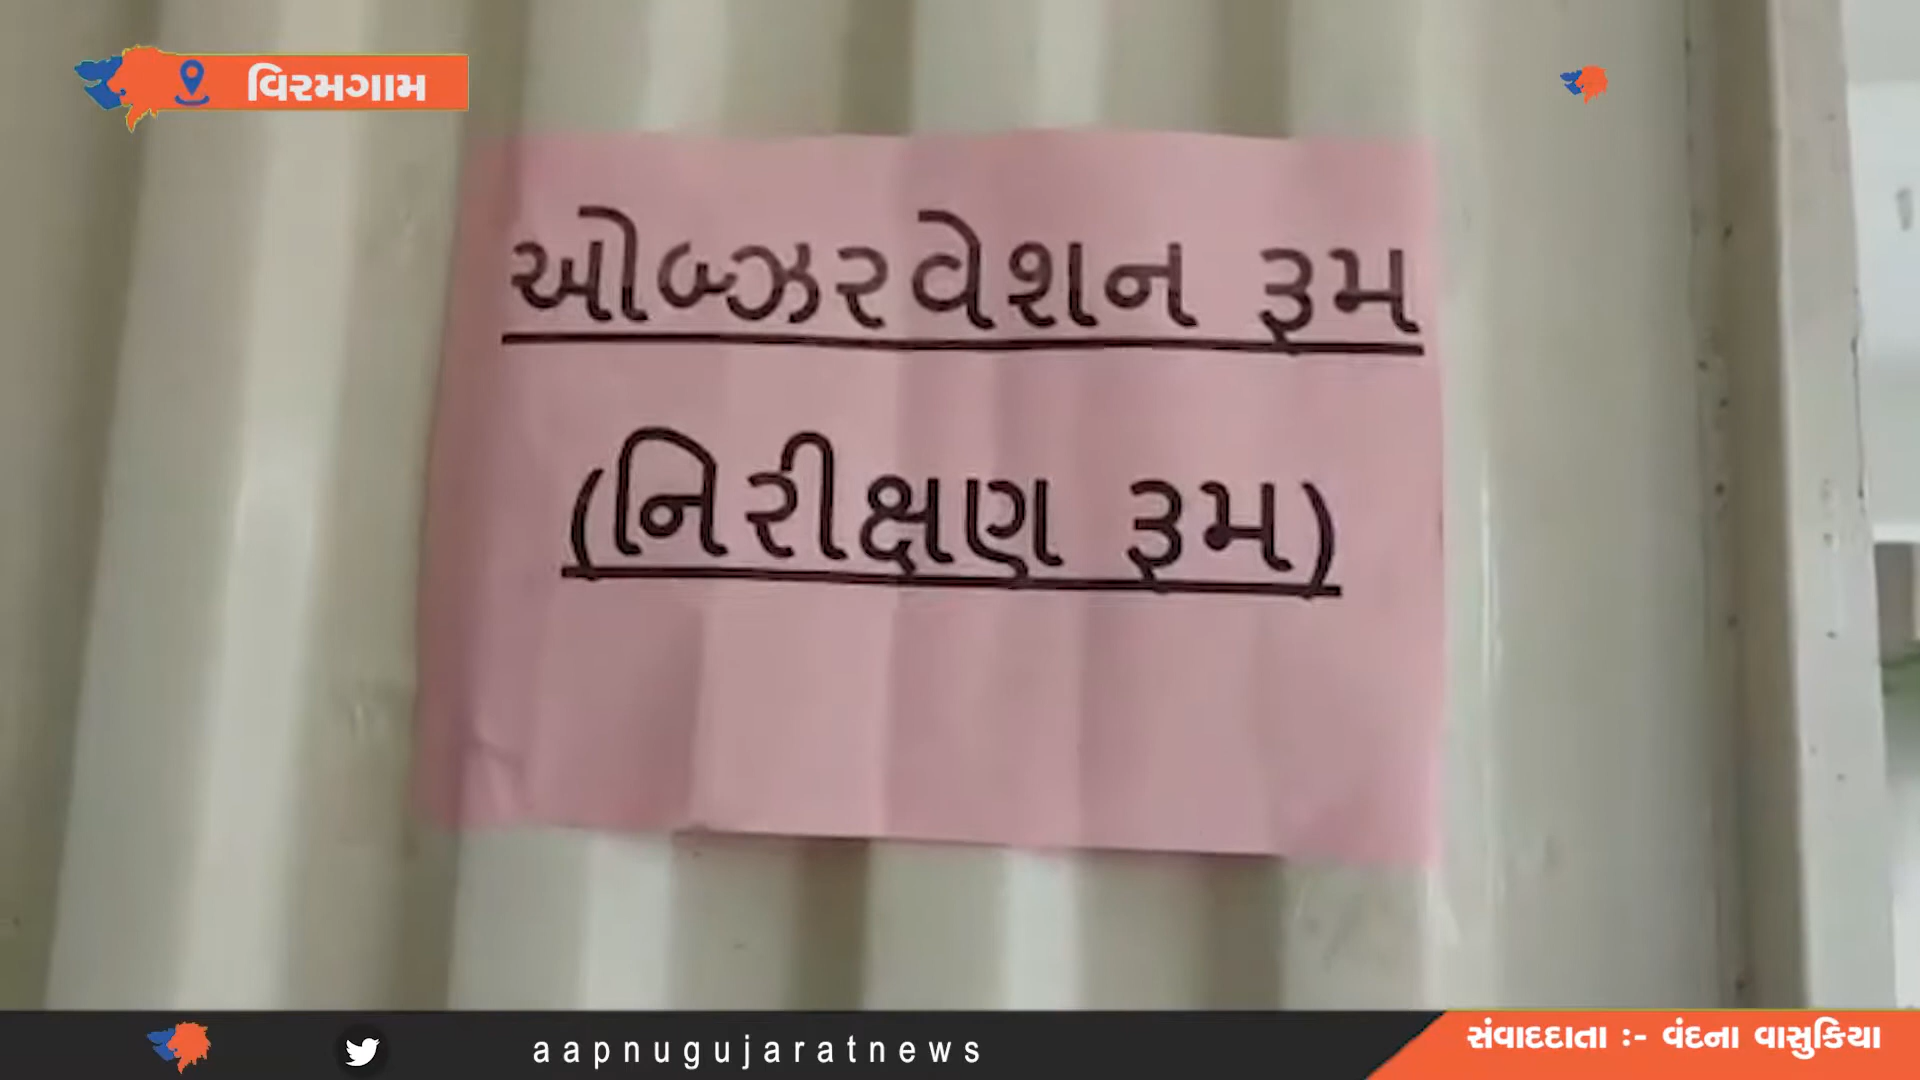 વિરમગામ
ઓબ્ઝરવેશન રૂમ
(નિરીક્ષણ રૂમ)
aapnugujaratnews
સંવાદદાતા :- વંદના વાસુકિયા